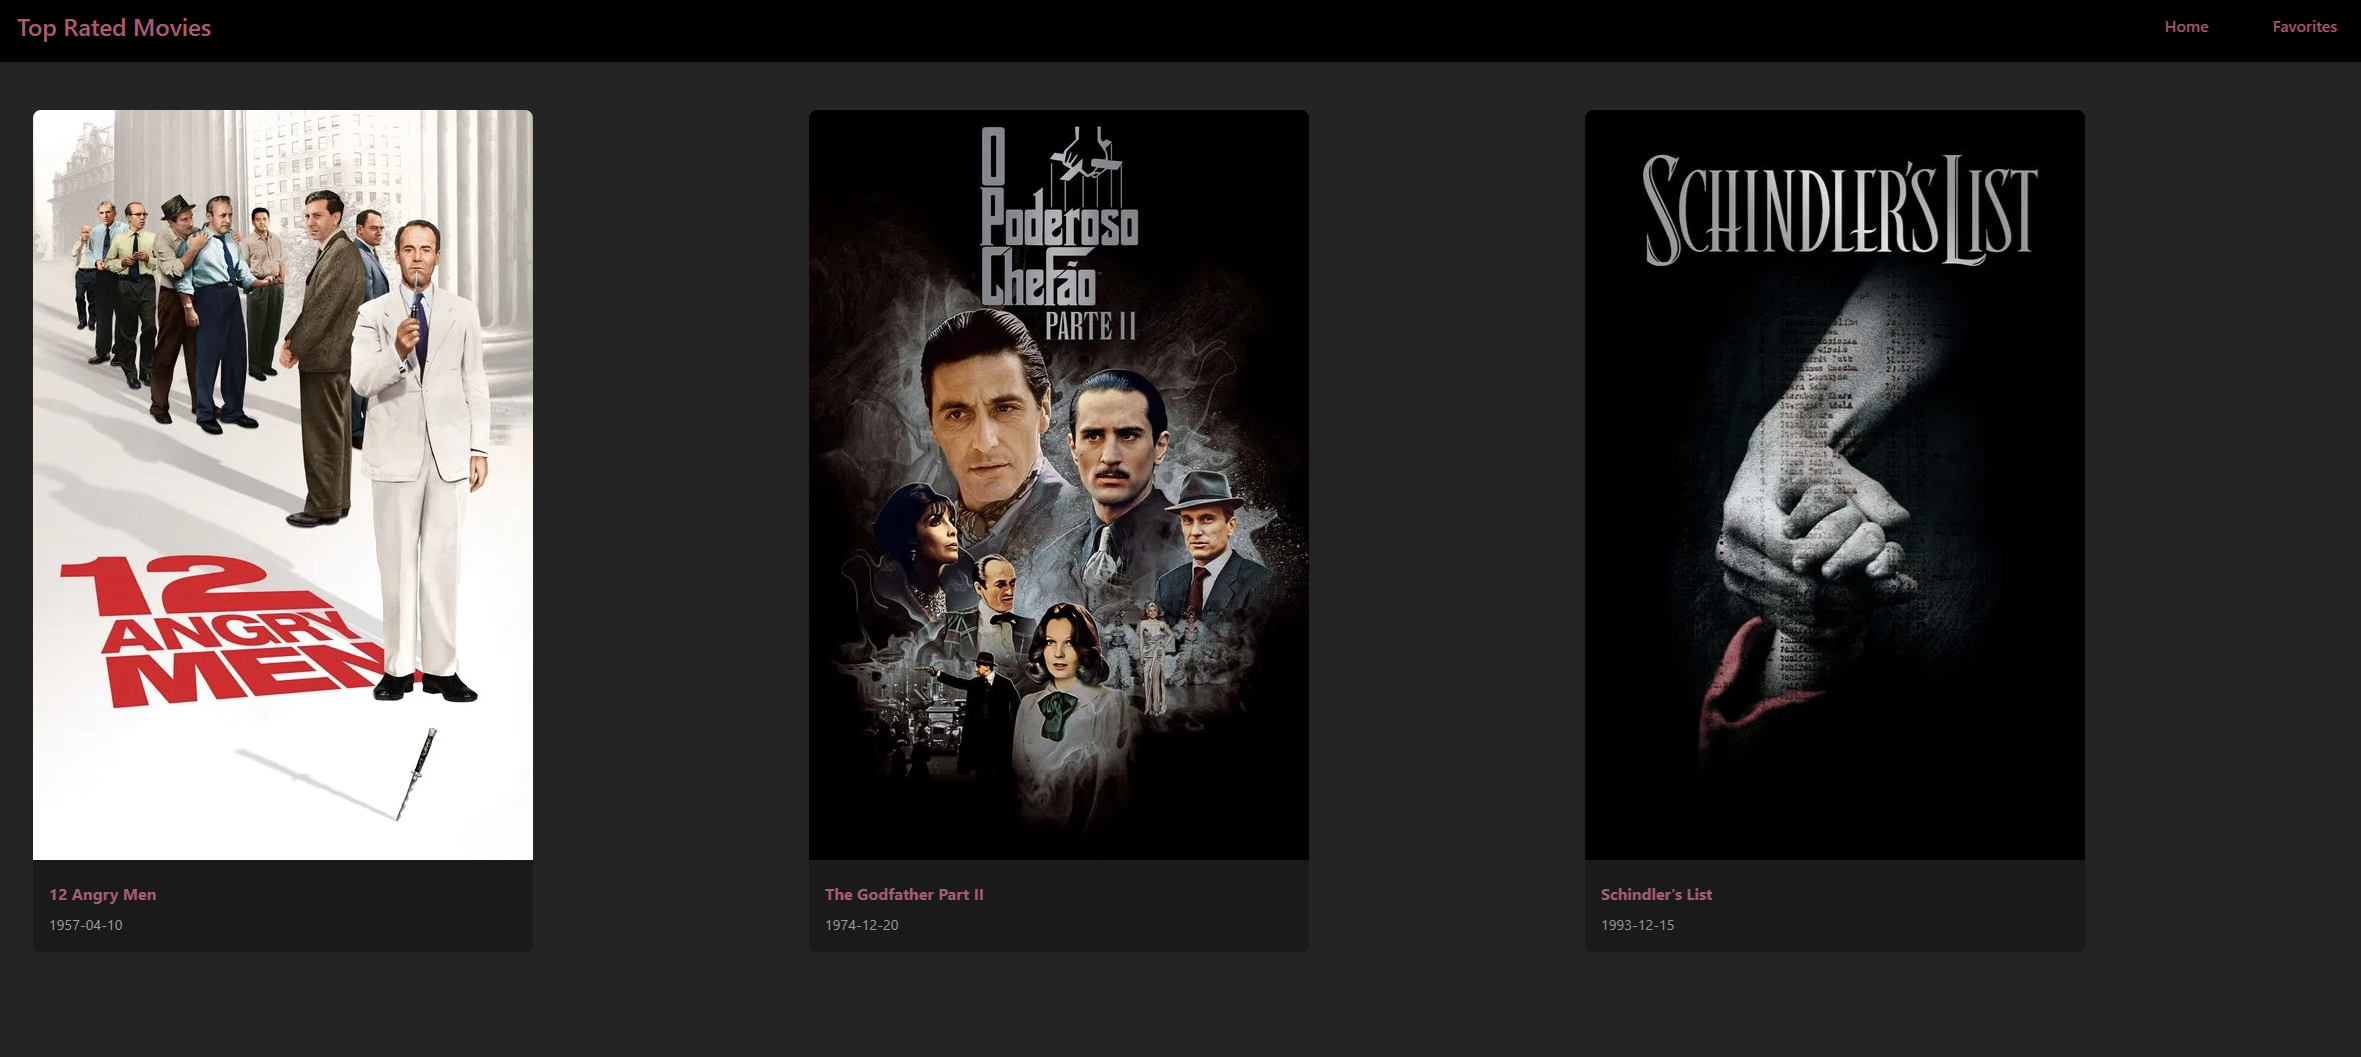 Top Rated Movies
Home
Favorites
12
ANGRY
MEN
12 Angry Men
1957-04-10
O
Poderoso
Chefão
PARTE II
The Godfather Part II
1974-12-20
SCHINDLER'S LIST
Schindler's List
1993-12-15